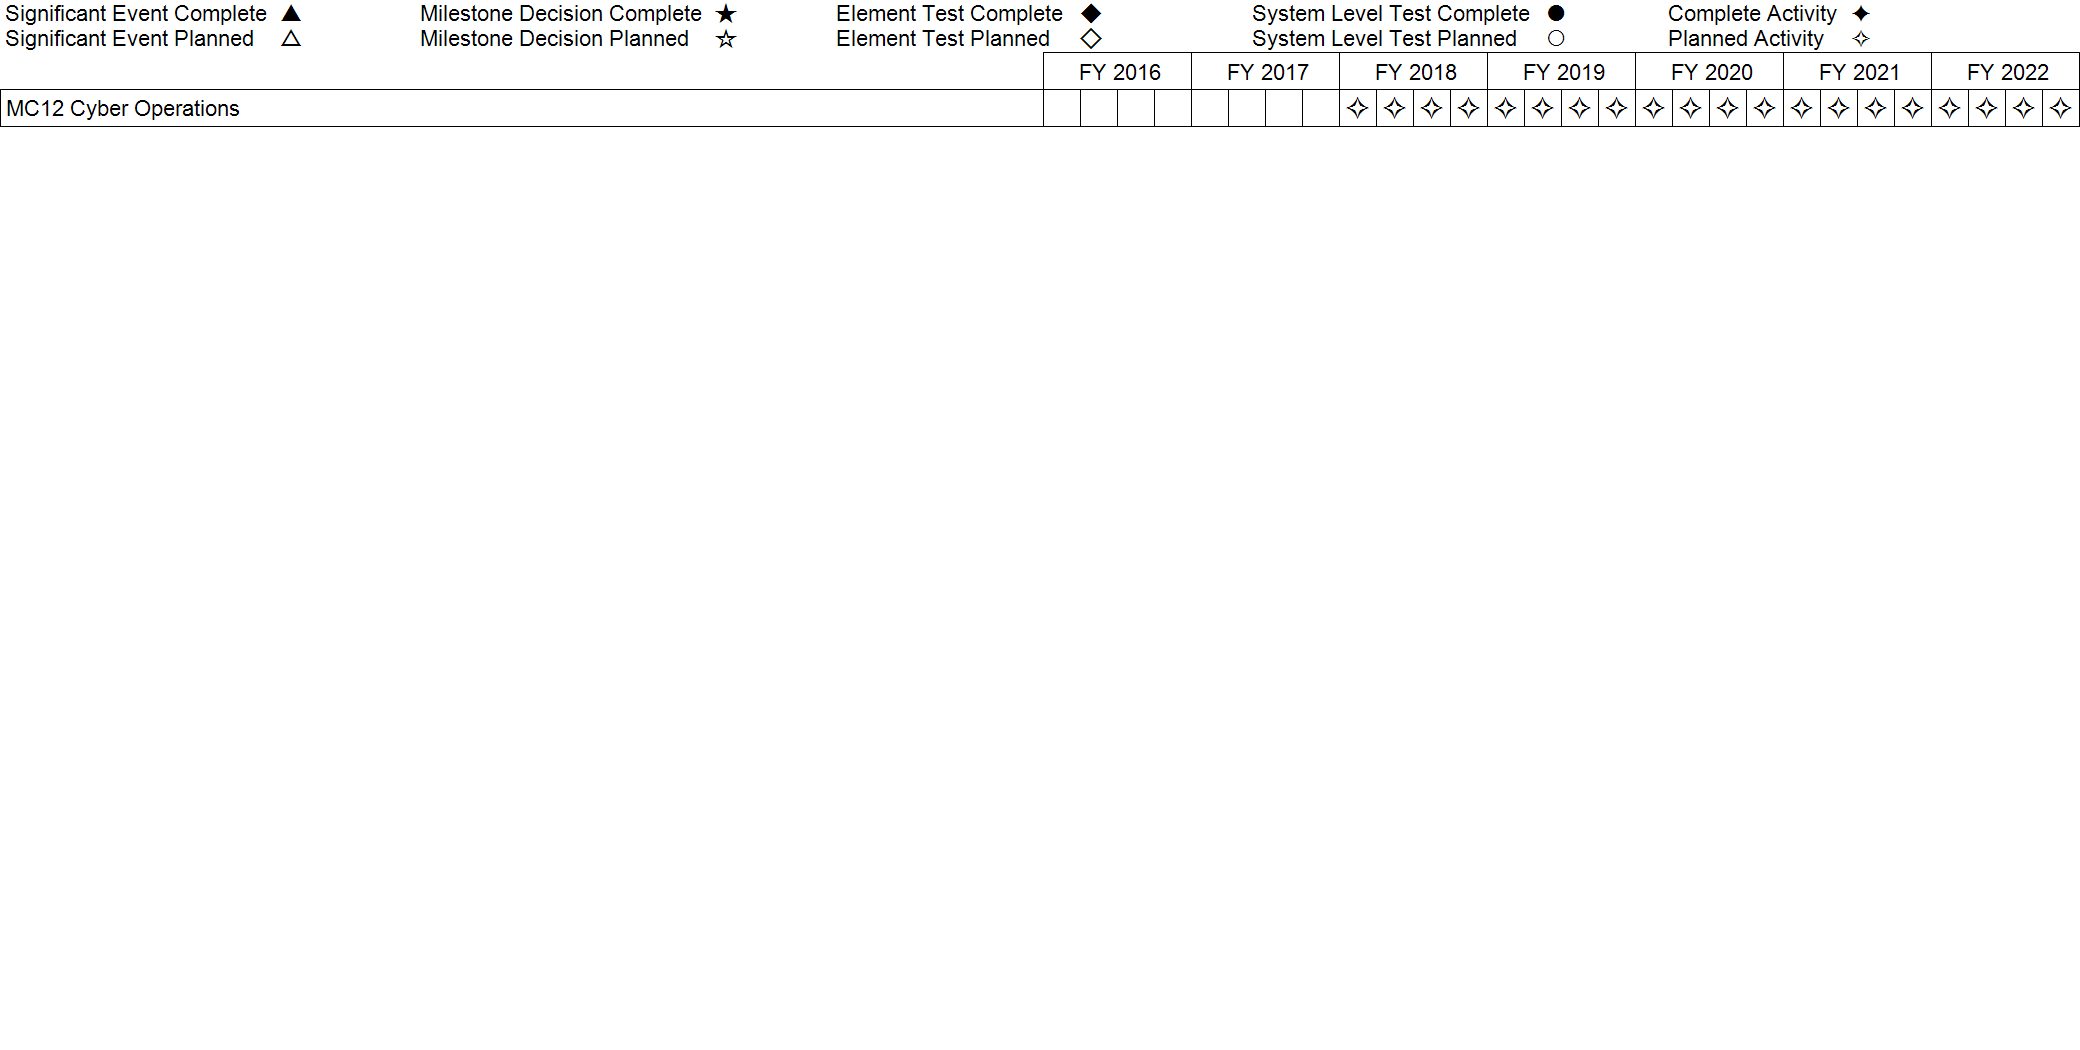 Significant Event Complete ▲ Milestone Decision Complete ★ Element Test Complete ◆ System Level Test Complete ● Complete Activity ✦
Significant Event Planned △ Milestone Decision Planned ☆ Element Test Planned ◇ System Level Test Planned ○ Planned Activity ✧
FY 2016 FY 2017 FY 2018 FY 2019 FY 2020 FY 2021 FY 2022
MC12 Cyber Operations ✧ ✧ ✧ ✧ ✧ ✧ ✧ ✧ ✧ ✧ ✧ ✧ ✧ ✧ ✧ ✧ ✧ ✧ ✧ ✧